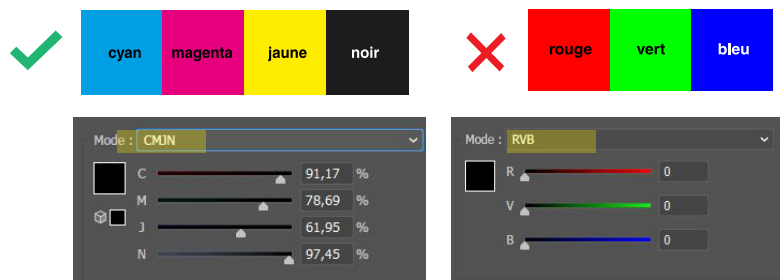 cyan magenta jaune noir
rouge vert bleu
Mode : CMJN
C 91,17 %
M 78,69 %
J 61,95 %
N 97,45 %
Mode : RVB
R 0
V 0
B 0